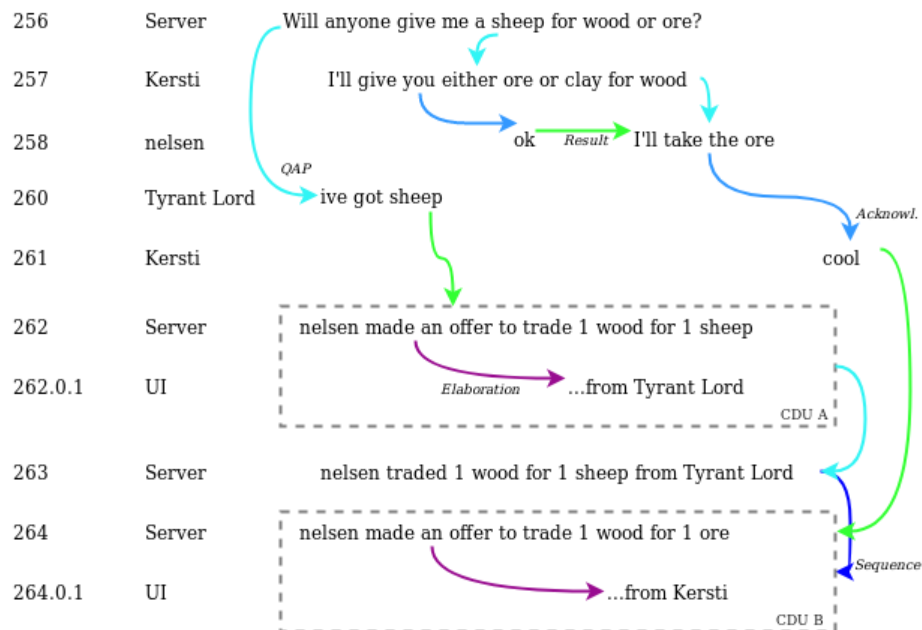 256 Server Will anyone give me a sheep for wood or ore?
257 Kersti I'll give you either ore or clay for wood
258 nelsen ok Result I'll take the ore
QAP
260 Tyrant Lord ive got sheep
Acknowl.
261 Kersti cool
262 Server nelsen made an offer to trade 1 wood for 1 sheep
262.0.1 UI Elaboration ...from Tyrant Lord
CDU A
263 Server nelsen traded 1 wood for 1 sheep from Tyrant Lord
264 Server nelsen made an offer to trade 1 wood for 1 ore
Sequence
264.0.1 UI ...from Kersti
CDU B